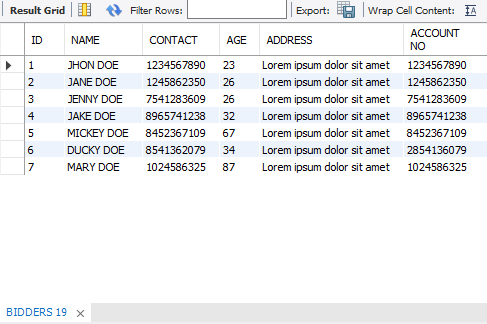 Result Grid Filter Rows: Export: Wrap Cell Content:
ID NAME CONTACT AGE ADDRESS ACCOUNT NO
1 JHON DOE 1234567890 23 Lorem ipsum dolor sit amet 1234567890
2 JANE DOE 1245862350 26 Lorem ipsum dolor sit amet 1245862350
3 JENNY DOE 7541283609 26 Lorem ipsum dolor sit amet 7541283609
4 JAKE DOE 8965741238 32 Lorem ipsum dolor sit amet 8965741238
5 MICKEY DOE 8452367109 67 Lorem ipsum dolor sit amet 8452367109
6 DUCKY DOE 8541362079 34 Lorem ipsum dolor sit amet 2854136079
7 MARY DOE 1024586325 87 Lorem ipsum dolor sit amet 1024586325
BIDDERS 19